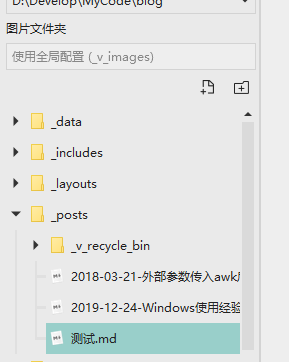 D:\Develop\MyCode\blog
图片文件夹
使用全局配置 (_v_images)
_data
_includes
_layouts
_posts
_v_recycle_bin
2018-03-21-外部参数传入awk
2019-12-24-Windows使用经验
测试.md